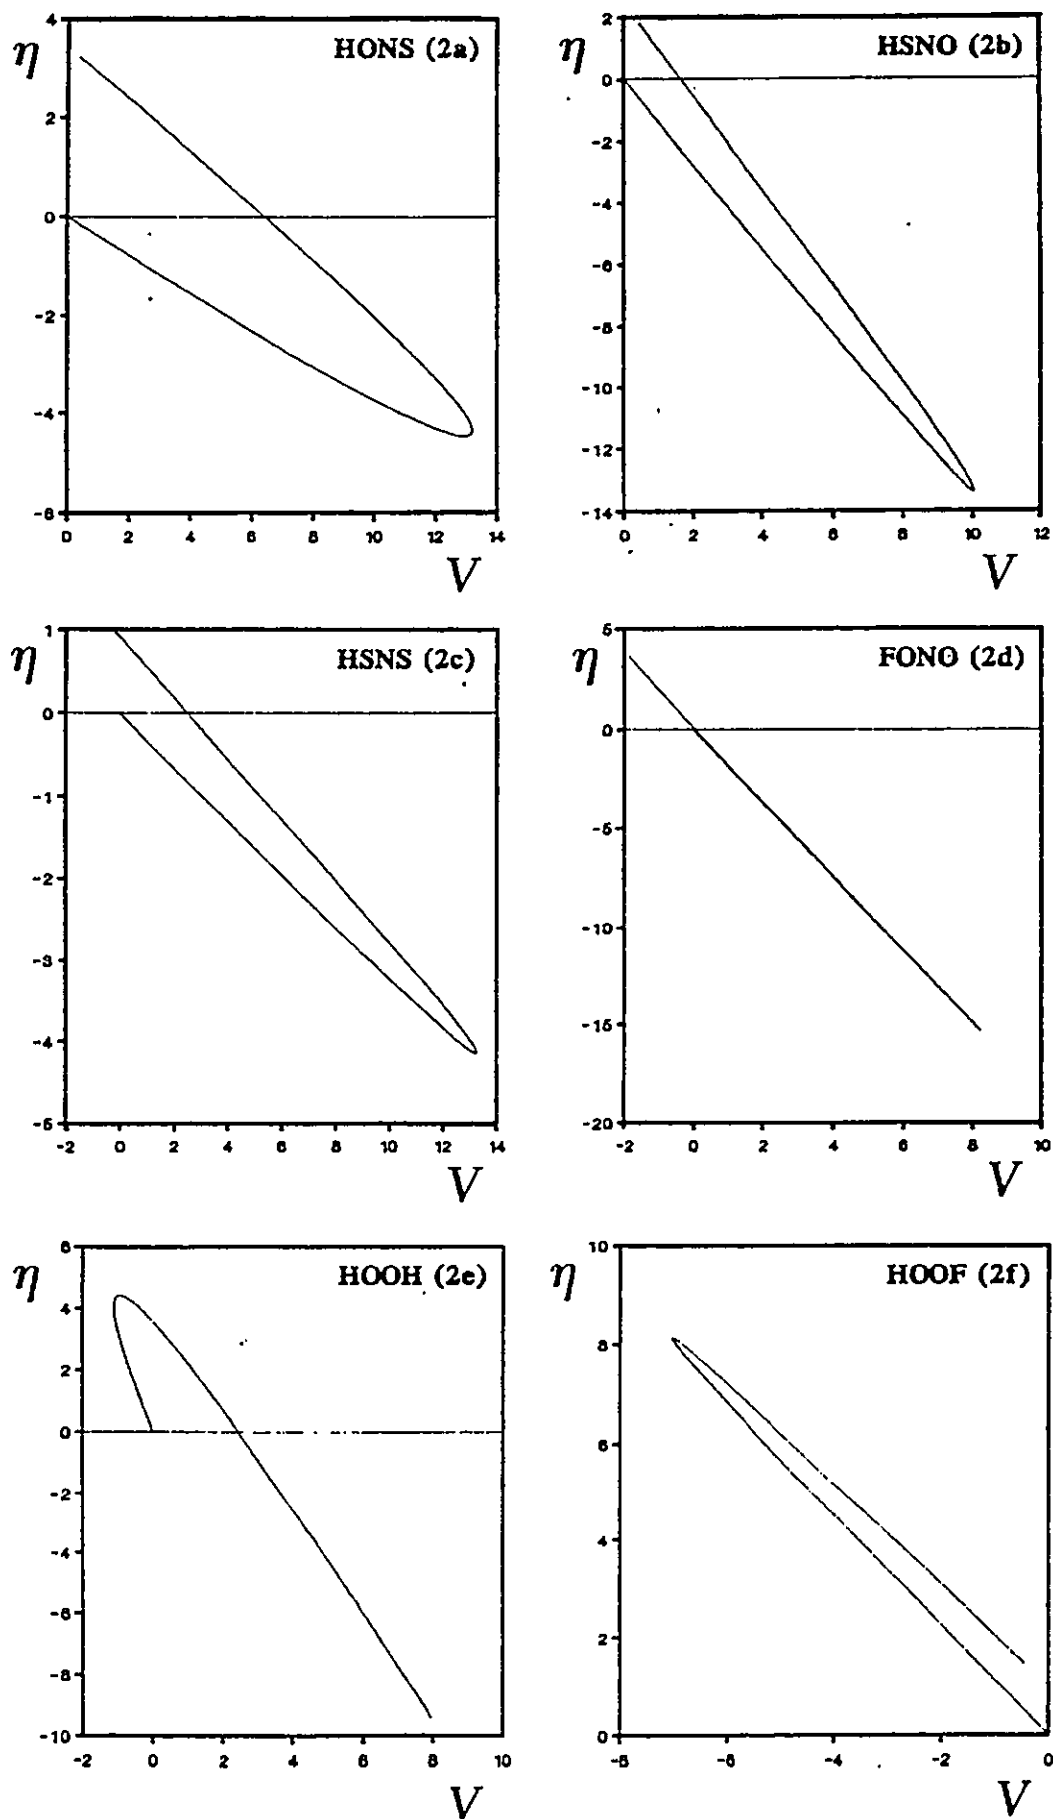 4
η
HONS (2a)
2
0
-2
-4
-6
0 2 4 6 8 10 12 14
V
2
η
HSNO (2b)
0
-2
-4
-6
-8
-10
-12
-14
0 2 4 6 8 10 12
V
1
η
HSNS (2c)
0
-1
-2
-3
-4
-5
-2 0 2 4 6 8 10 12 14
V
5
η
FONO (2d)
0
-5
-10
-15
-20
-2 0 2 4 6 8 10
V
6
η
HOOH (2e)
4
2
0
-2
-4
-6
-8
-10
-2 0 2 4 6 8 10
V
10
η
HOOF (2f)
8
6
4
2
0
-8 -6 -4 -2 0
V